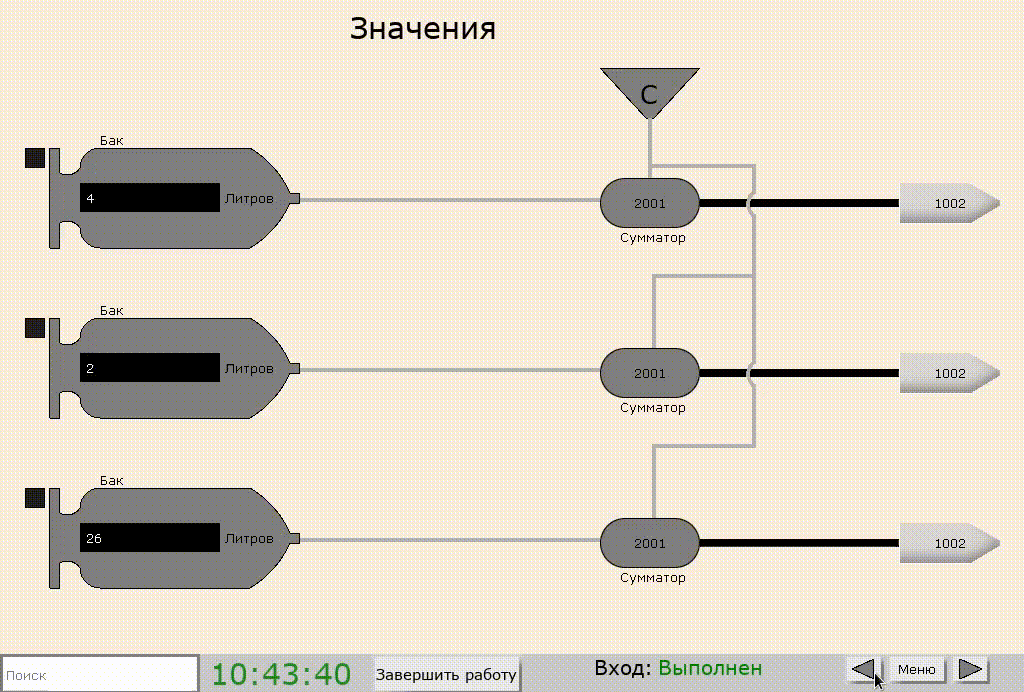 Значения
C
Бак
4 Литров
2001
1002
Сумматор
Бак
2 Литров
2001
1002
Сумматор
Бак
26 Литров
2001
1002
Сумматор
Поиск
10:43:40
Завершить работу
Вход: Выполнен
Меню